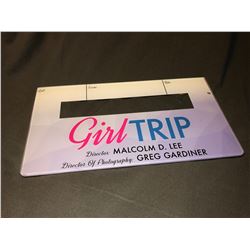 Girl TRIP
Director: MALCOLM D. LEE
Director Of Photography: GREG GARDINER